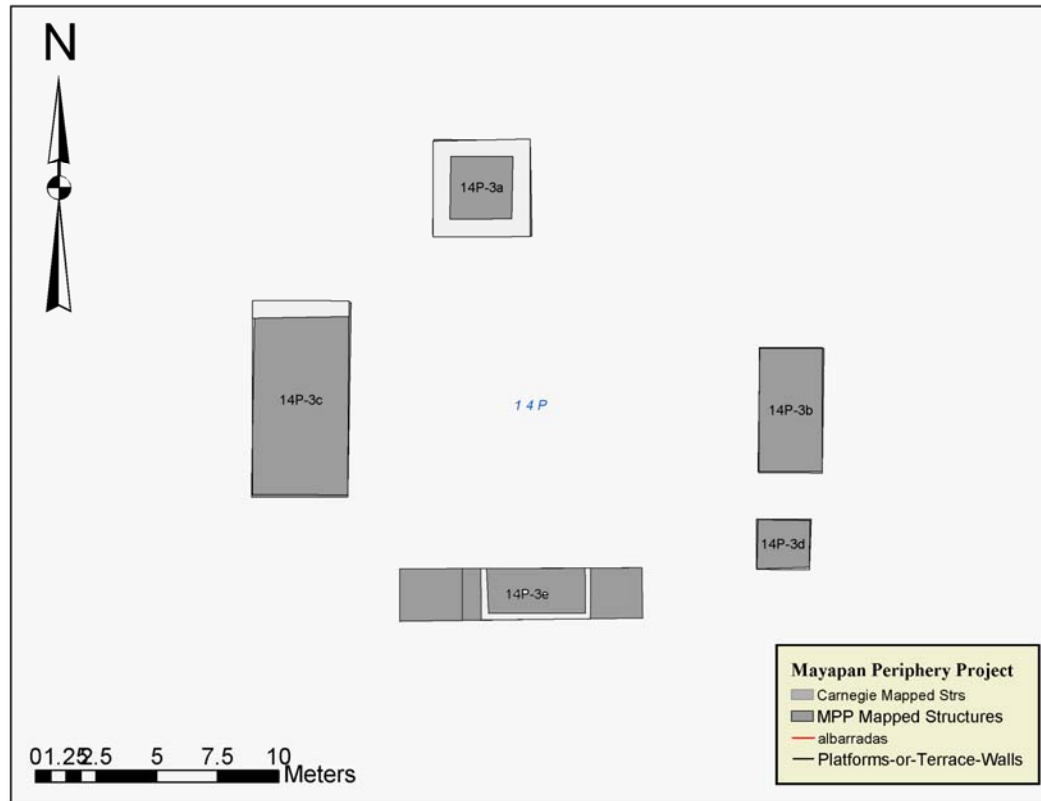 N
14P-3a
14P-3c
14P
14P-3b
14P-3d
14P-3e
Mayapan Periphery Project
Carnegie Mapped Strs
MPP Mapped Structures
albarradas
Platforms-or-Terrace-Walls
01.252.5 5 7.5 10
Meters